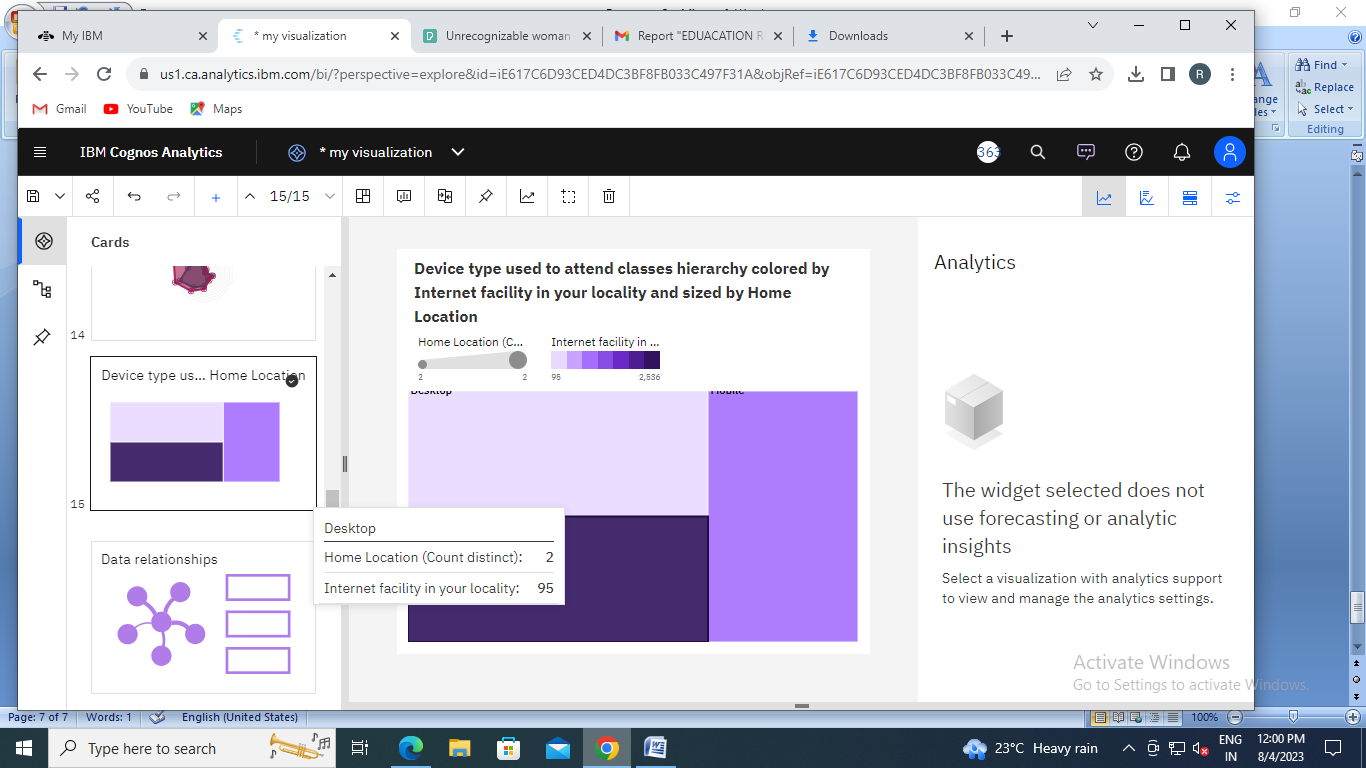 My IBM
* my visualization
Unrecognizable woman
Report "EDUACATION R
Downloads
us1.ca.analytics.ibm.com/bi/?perspective=explore&id=iE617C6D93CED4DC3BF8FB033C497F31A&objRef=iE617C6D93CED4DC3BF8FB033C49...
R
Gmail
YouTube
Maps
Find
Replace
Select
Editing
IBM Cognos Analytics
* my visualization
363
15/15
Cards
14
Device type us... Home Location
15
Data relationships
Device type used to attend classes hierarchy colored by
Internet facility in your locality and sized by Home
Location
Home Location (C...
2 2
Internet facility in ...
95 2,536
Desktop
Mobile
Desktop
Home Location (Count distinct): 2
Internet facility in your locality: 95
Analytics
The widget selected does not
use forecasting or analytic
insights
Select a visualization with analytics support
to view and manage the analytics settings.
Activate Windows
Go to Settings to activate Windows.
Page: 7 of 7
Words: 1
English (United States)
100%
Type here to search
23°C Heavy rain
ENG
IN
12:00 PM
8/4/2023